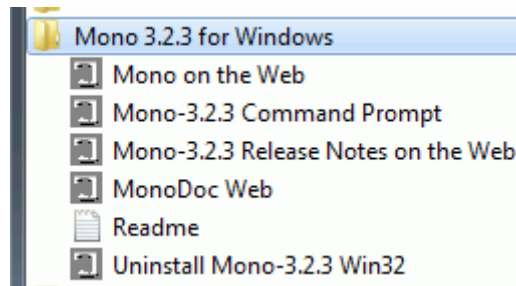 Mono 3.2.3 for Windows
Mono on the Web
Mono-3.2.3 Command Prompt
Mono-3.2.3 Release Notes on the Web
MonoDoc Web
Readme
Uninstall Mono-3.2.3 Win32